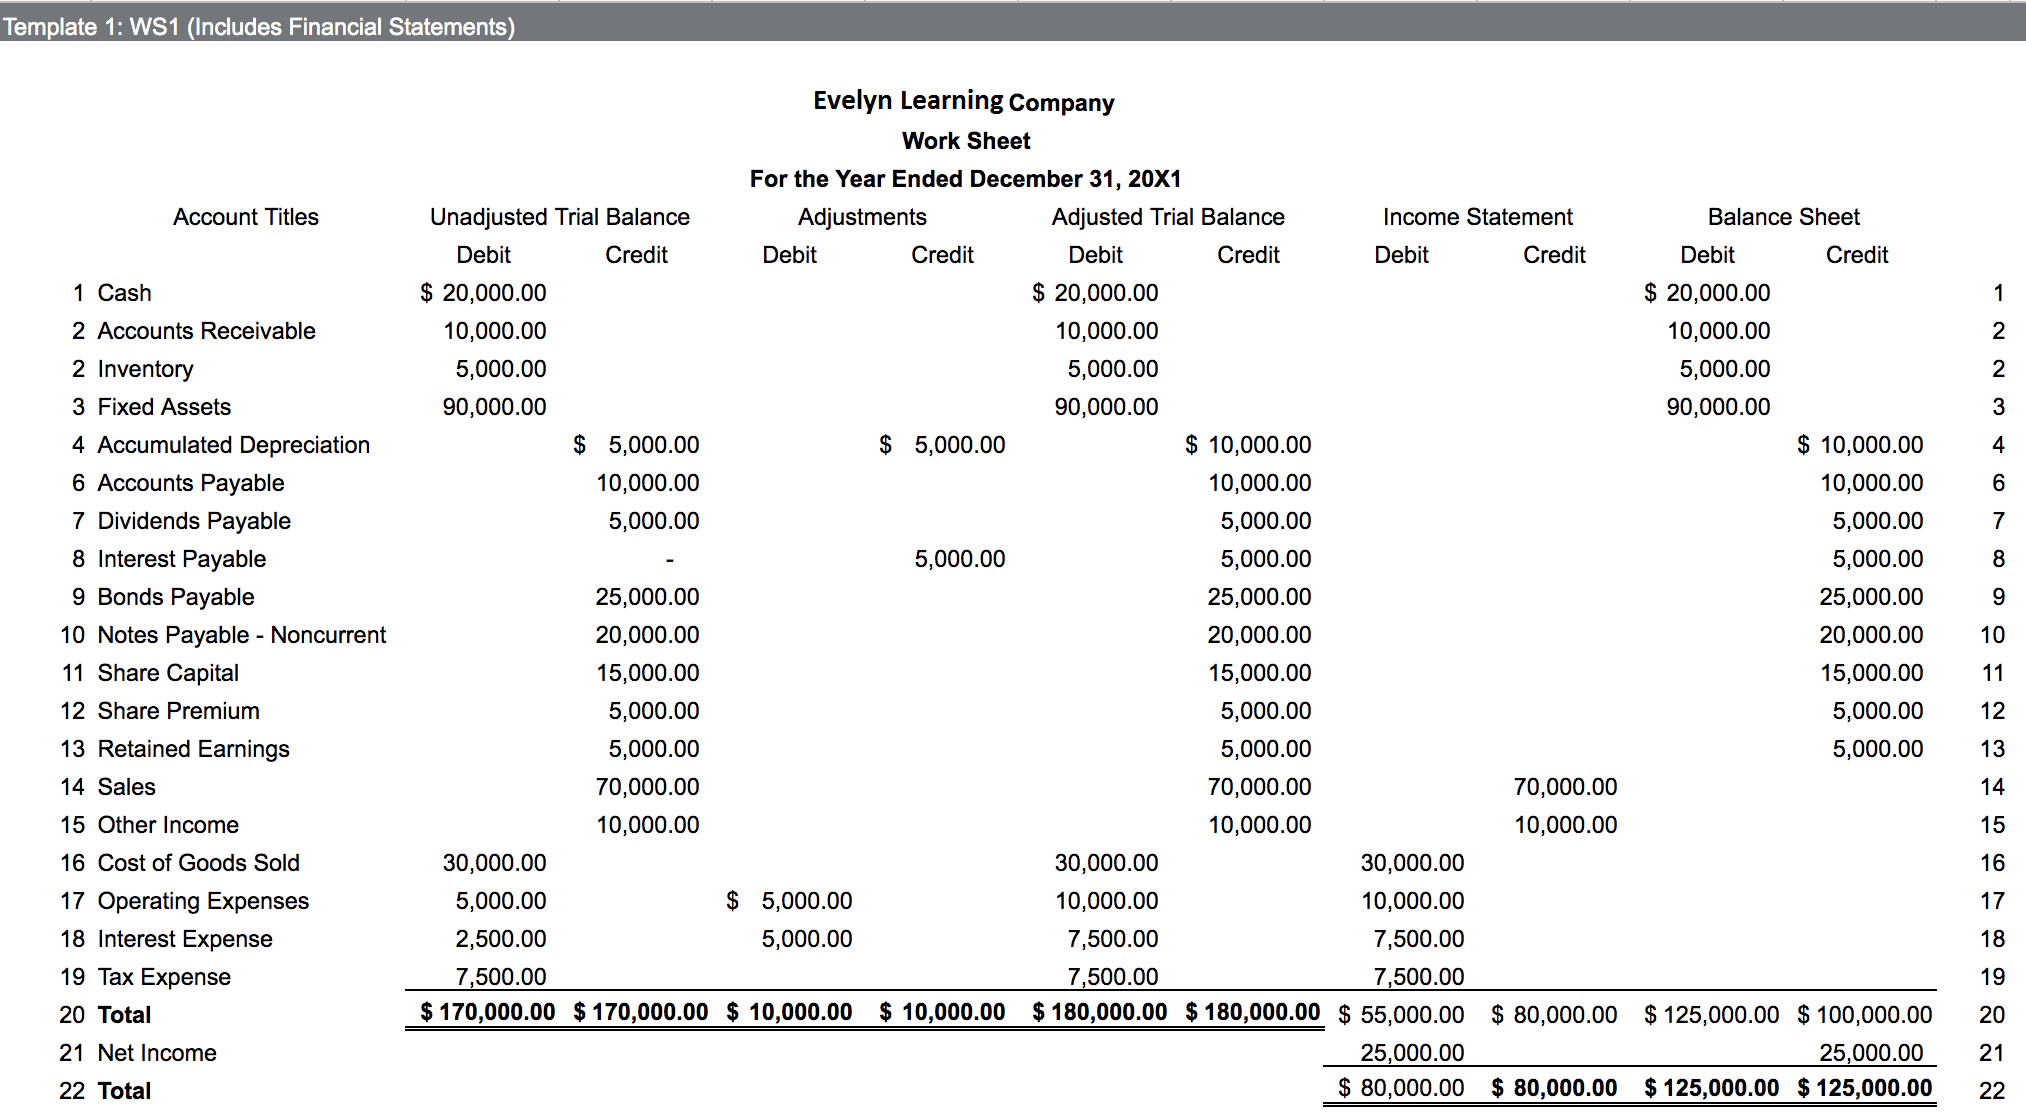 Template 1: WS1 (Includes Financial Statements)
Evelyn Learning Company
Work Sheet
For the Year Ended December 31, 20X1
Account Titles Unadjusted Trial Balance Adjustments Adjusted Trial Balance Income Statement Balance Sheet
Debit Credit Debit Credit Debit Credit Debit Credit Debit Credit
1 Cash $ 20,000.00 $ 20,000.00 $ 20,000.00 1
2 Accounts Receivable 10,000.00 10,000.00 10,000.00 2
2 Inventory 5,000.00 5,000.00 5,000.00 2
3 Fixed Assets 90,000.00 90,000.00 90,000.00 3
4 Accumulated Depreciation $ 5,000.00 $ 5,000.00 $ 10,000.00 $ 10,000.00 4
6 Accounts Payable 10,000.00 10,000.00 10,000.00 6
7 Dividends Payable 5,000.00 5,000.00 5,000.00 7
8 Interest Payable - 5,000.00 5,000.00 5,000.00 8
9 Bonds Payable 25,000.00 25,000.00 25,000.00 9
10 Notes Payable - Noncurrent 20,000.00 20,000.00 20,000.00 10
11 Share Capital 15,000.00 15,000.00 15,000.00 11
12 Share Premium 5,000.00 5,000.00 5,000.00 12
13 Retained Earnings 5,000.00 5,000.00 5,000.00 13
14 Sales 70,000.00 70,000.00 70,000.00 14
15 Other Income 10,000.00 10,000.00 10,000.00 15
16 Cost of Goods Sold 30,000.00 30,000.00 30,000.00 16
17 Operating Expenses 5,000.00 $ 5,000.00 10,000.00 10,000.00 17
18 Interest Expense 2,500.00 5,000.00 7,500.00 7,500.00 18
19 Tax Expense 7,500.00 7,500.00 7,500.00 19
20 Total $ 170,000.00 $ 170,000.00 $ 10,000.00 $ 10,000.00 $ 180,000.00 $ 180,000.00 $ 55,000.00 $ 80,000.00 $ 125,000.00 $ 100,000.00 20
21 Net Income 25,000.00 25,000.00 21
22 Total $ 80,000.00 $ 80,000.00 $ 125,000.00 $ 125,000.00 22